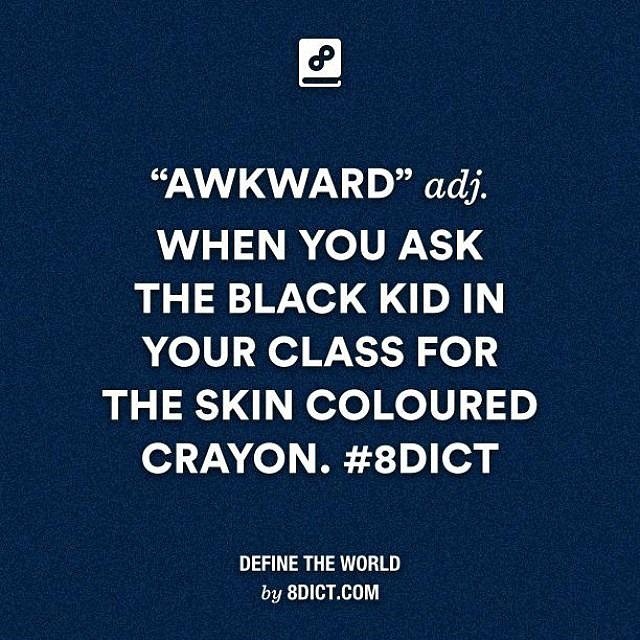 “AWKWARD” adj.
WHEN YOU ASK
THE BLACK KID IN
YOUR CLASS FOR
THE SKIN COLOURED
CRAYON. #8DICT
DEFINE THE WORLD
by 8DICT.COM